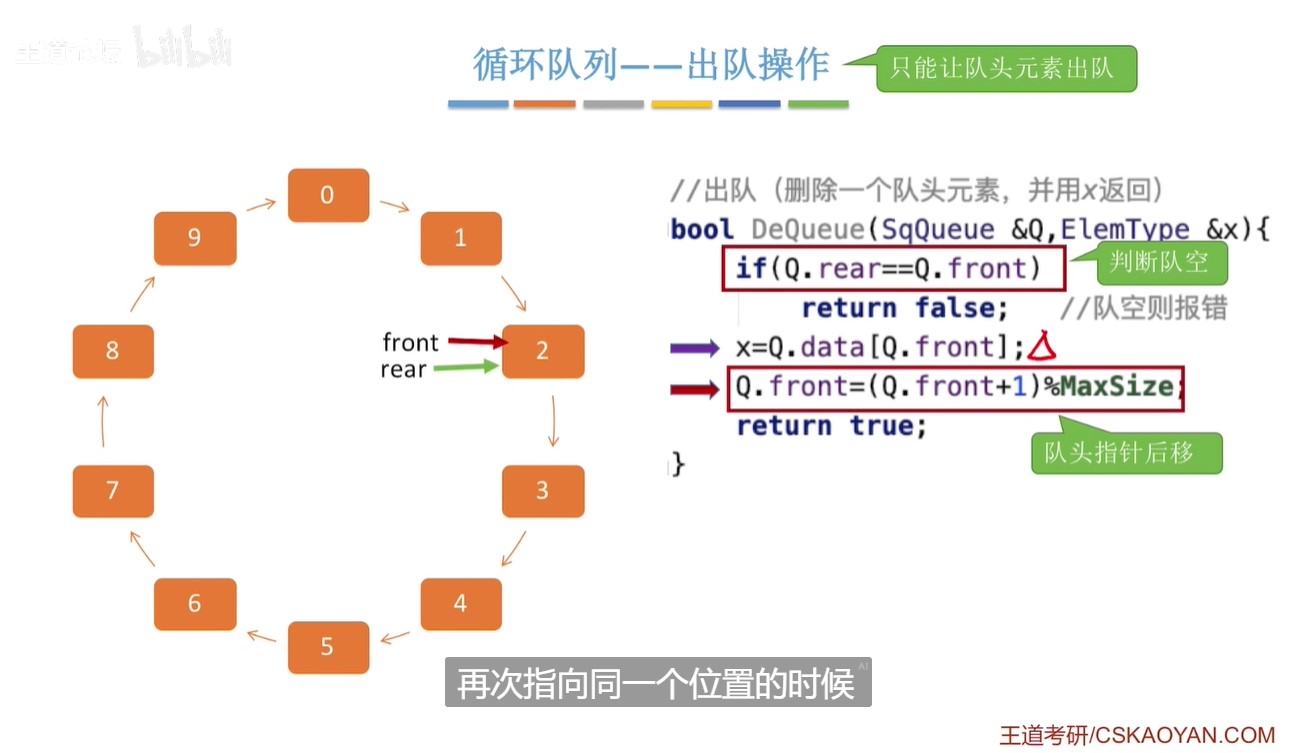 王道论坛 bilibili
循环队列——出队操作
只能让队头元素出队
0
1
2
3
4
5
6
7
8
9
front
rear
//出队（删除一个队头元素，并用x返回）
bool DeQueue(SqQueue &Q,ElemType &x){
if(Q.rear==Q.front)
判断队空
return false; //队空则报错
x=Q.data[Q.front];
Q.front=(Q.front+1)%MaxSize;
return true;
队头指针后移
}
再次指向同一个位置的时候
AI
王道考研/CSKAOYAN.COM